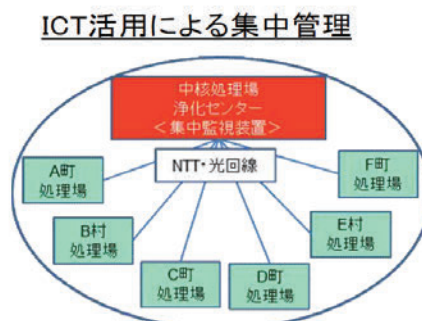 ICT活用による集中管理
中核処理場
浄化センター
＜集中監視装置＞
NTT・光回線
A町
処理場
B村
処理場
C町
処理場
D町
処理場
E村
処理場
F町
処理場